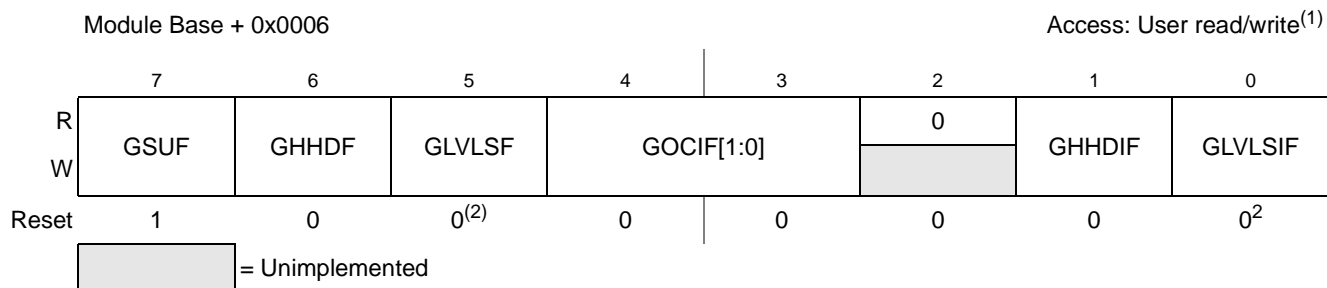 Module Base + 0x0006 Access: User read/write(1)
7 6 5 4 3 2 1 0
R 0
GSUF GHHDF GLVLSF GOCIF[1:0] GHHDIF GLVLSIF
W
Reset 1 0 0(2) 0 0 0 0 02
= Unimplemented